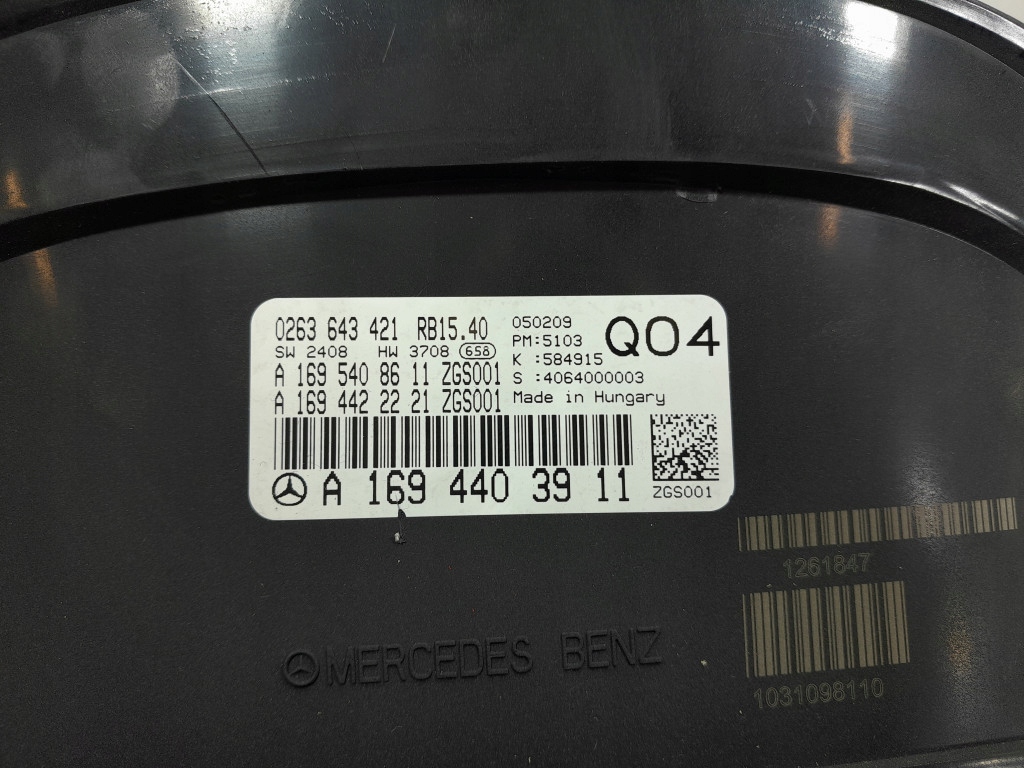 0263 643 421 RB15.40
SW 2408 HW 3708 658
A 169 540 86 11 ZGS001
A 169 442 22 21 ZGS001
050209
PM:5103
K :584915
S :4064000003
Made in Hungary
Q04
A 169 440 39 11
ZGS001
1261847
1031098110
MERCEDES BENZ